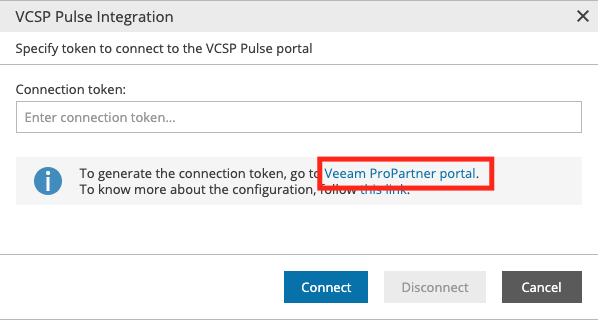 VCSP Pulse Integration
Specify token to connect to the VCSP Pulse portal
Connection token:
Enter connection token...
To generate the connection token, go to Veeam ProPartner portal.
To know more about the configuration, follow this link.
Connect
Disconnect
Cancel